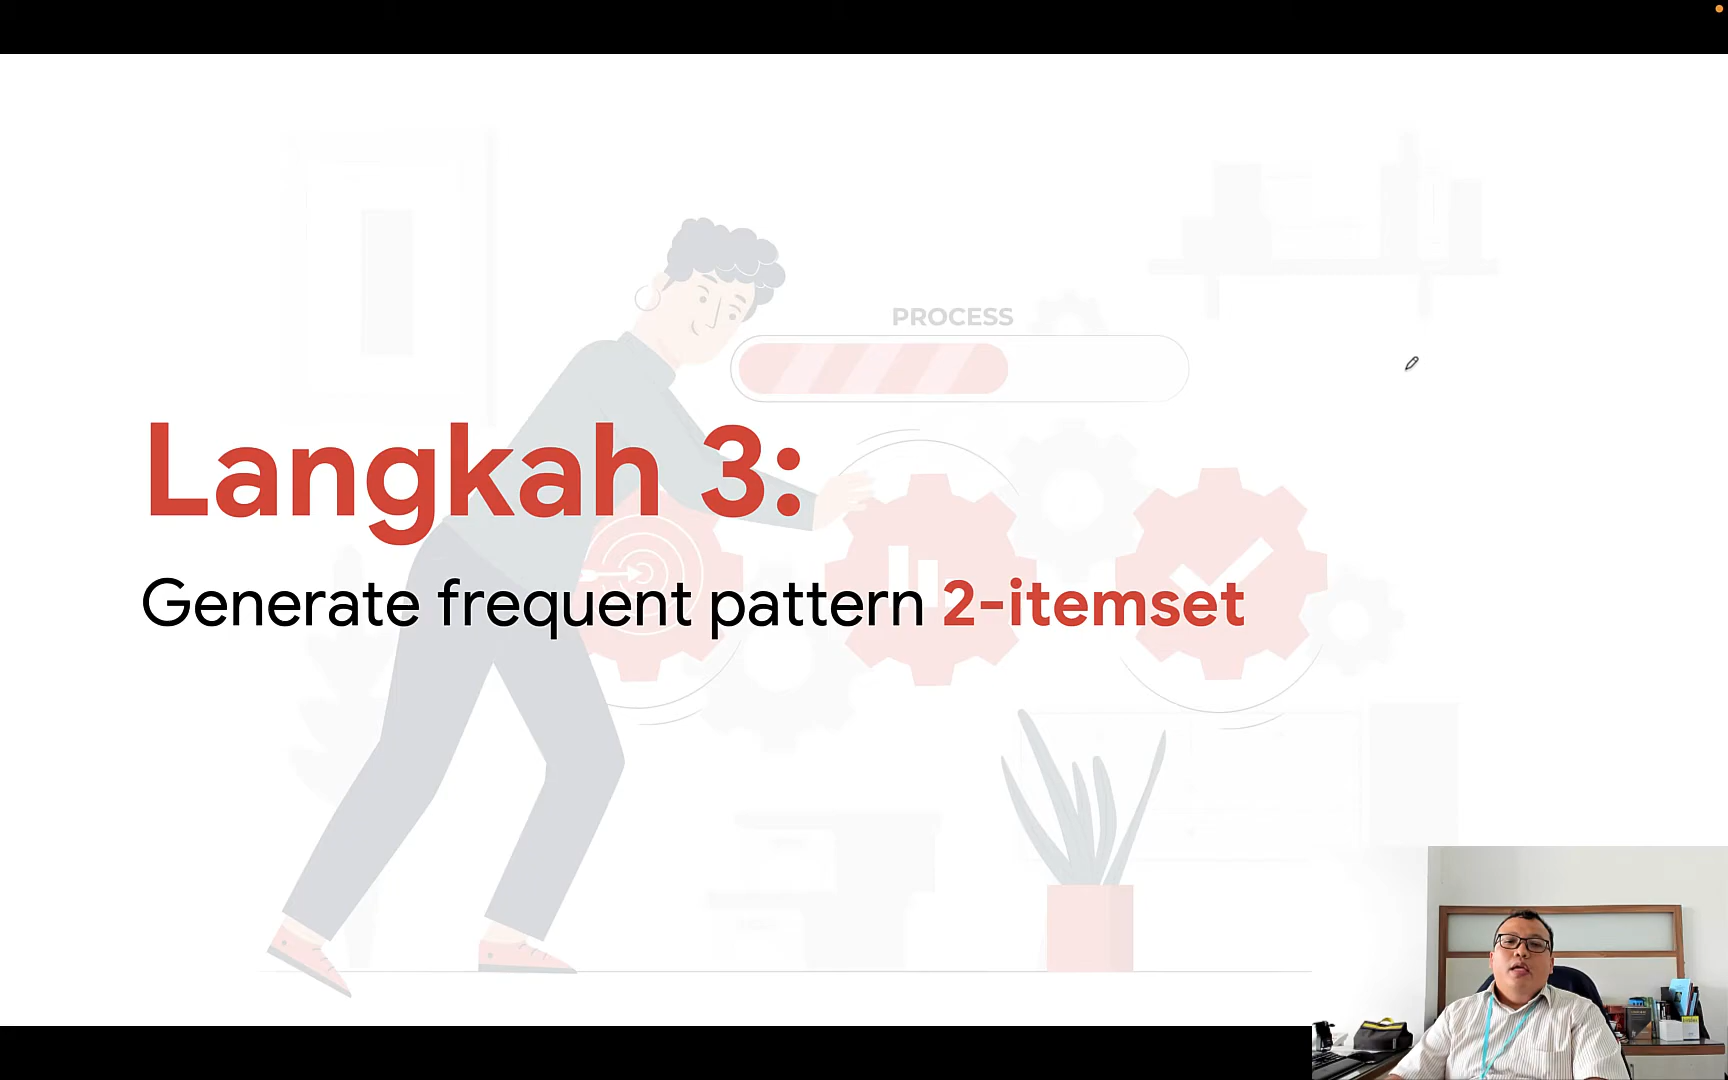 PROCESS
Langkah 3:
Generate frequent pattern 2-itemset